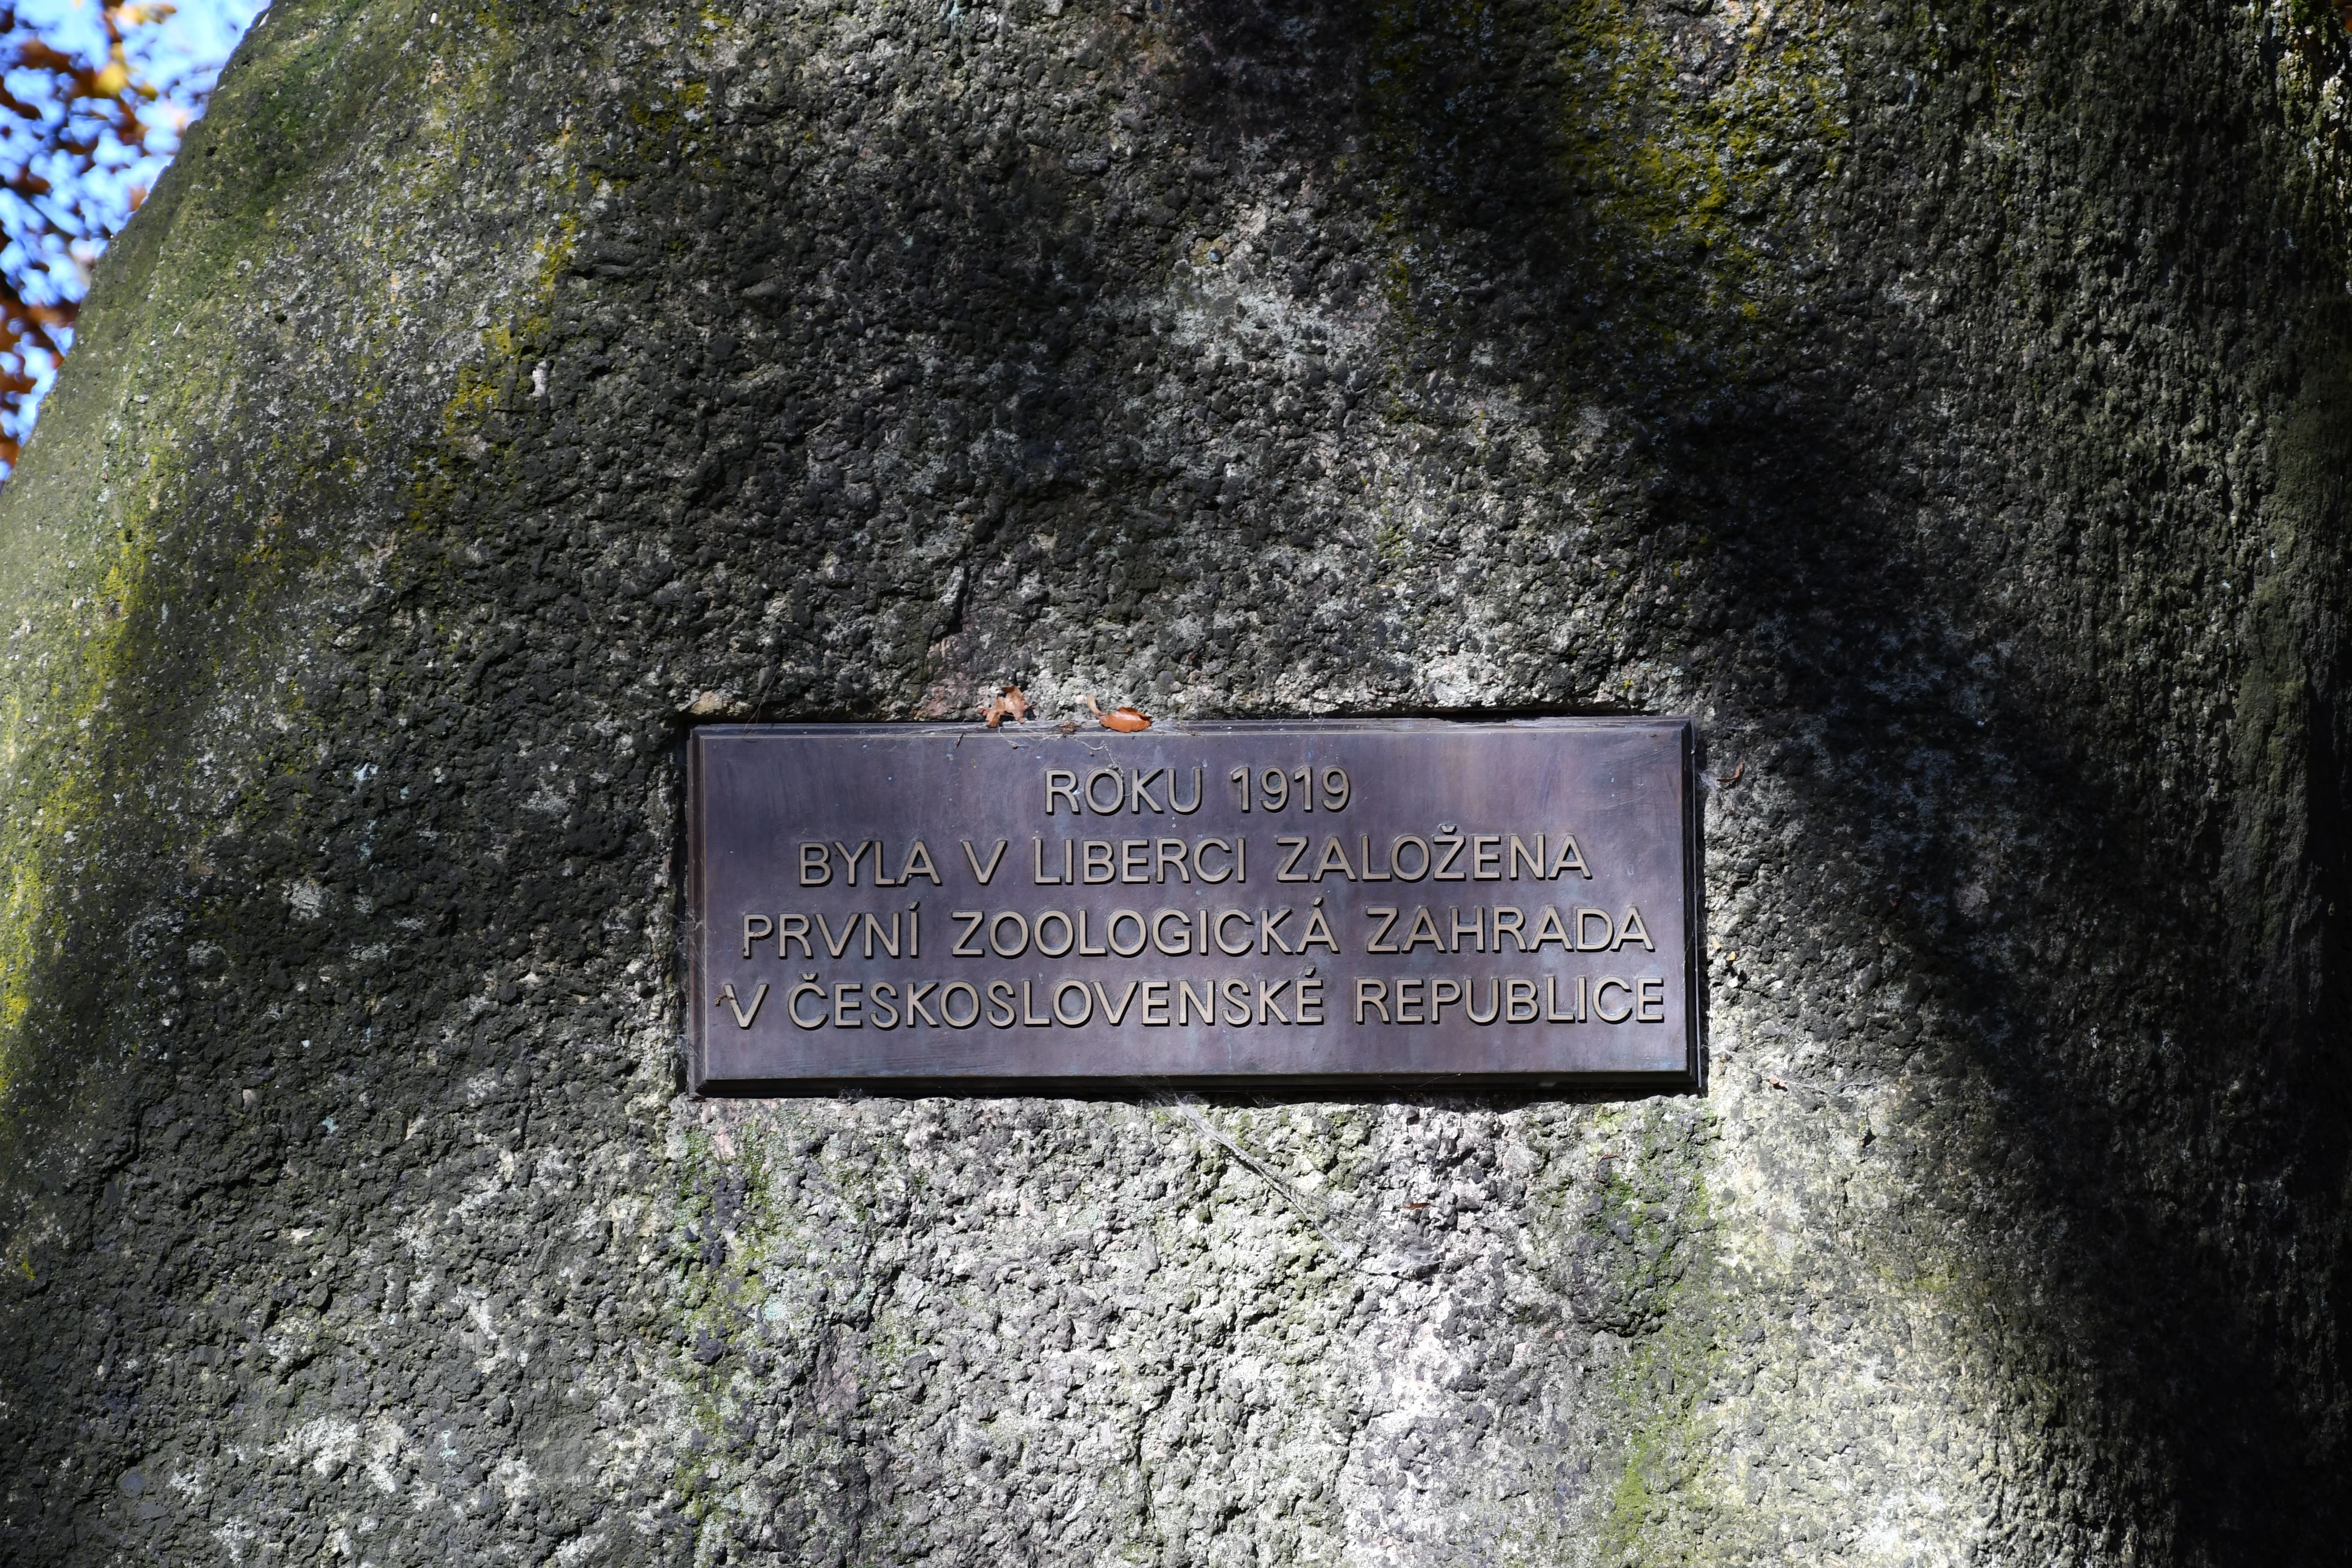 ROKU 1919
BYLA V LIBERCI ZALOŽENA
PRVNÍ ZOOLOGICKÁ ZAHRADA
V ČESKOSLOVENSKÉ REPUBLICE